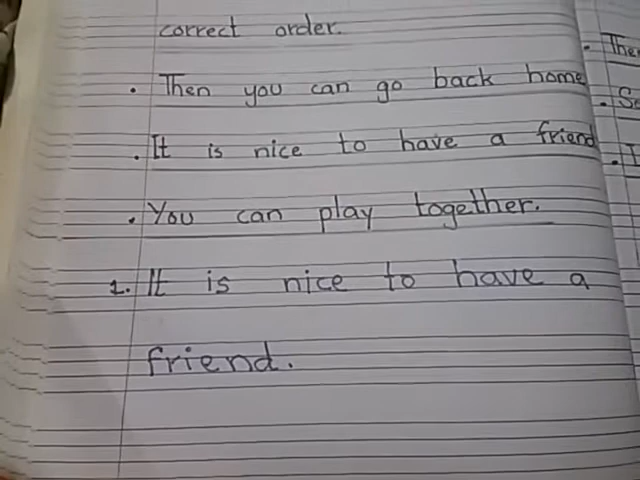 correct order.
. Then you can go back home
. It is nice to have a friend
. You can play together.
1. It is nice to have a
friend.